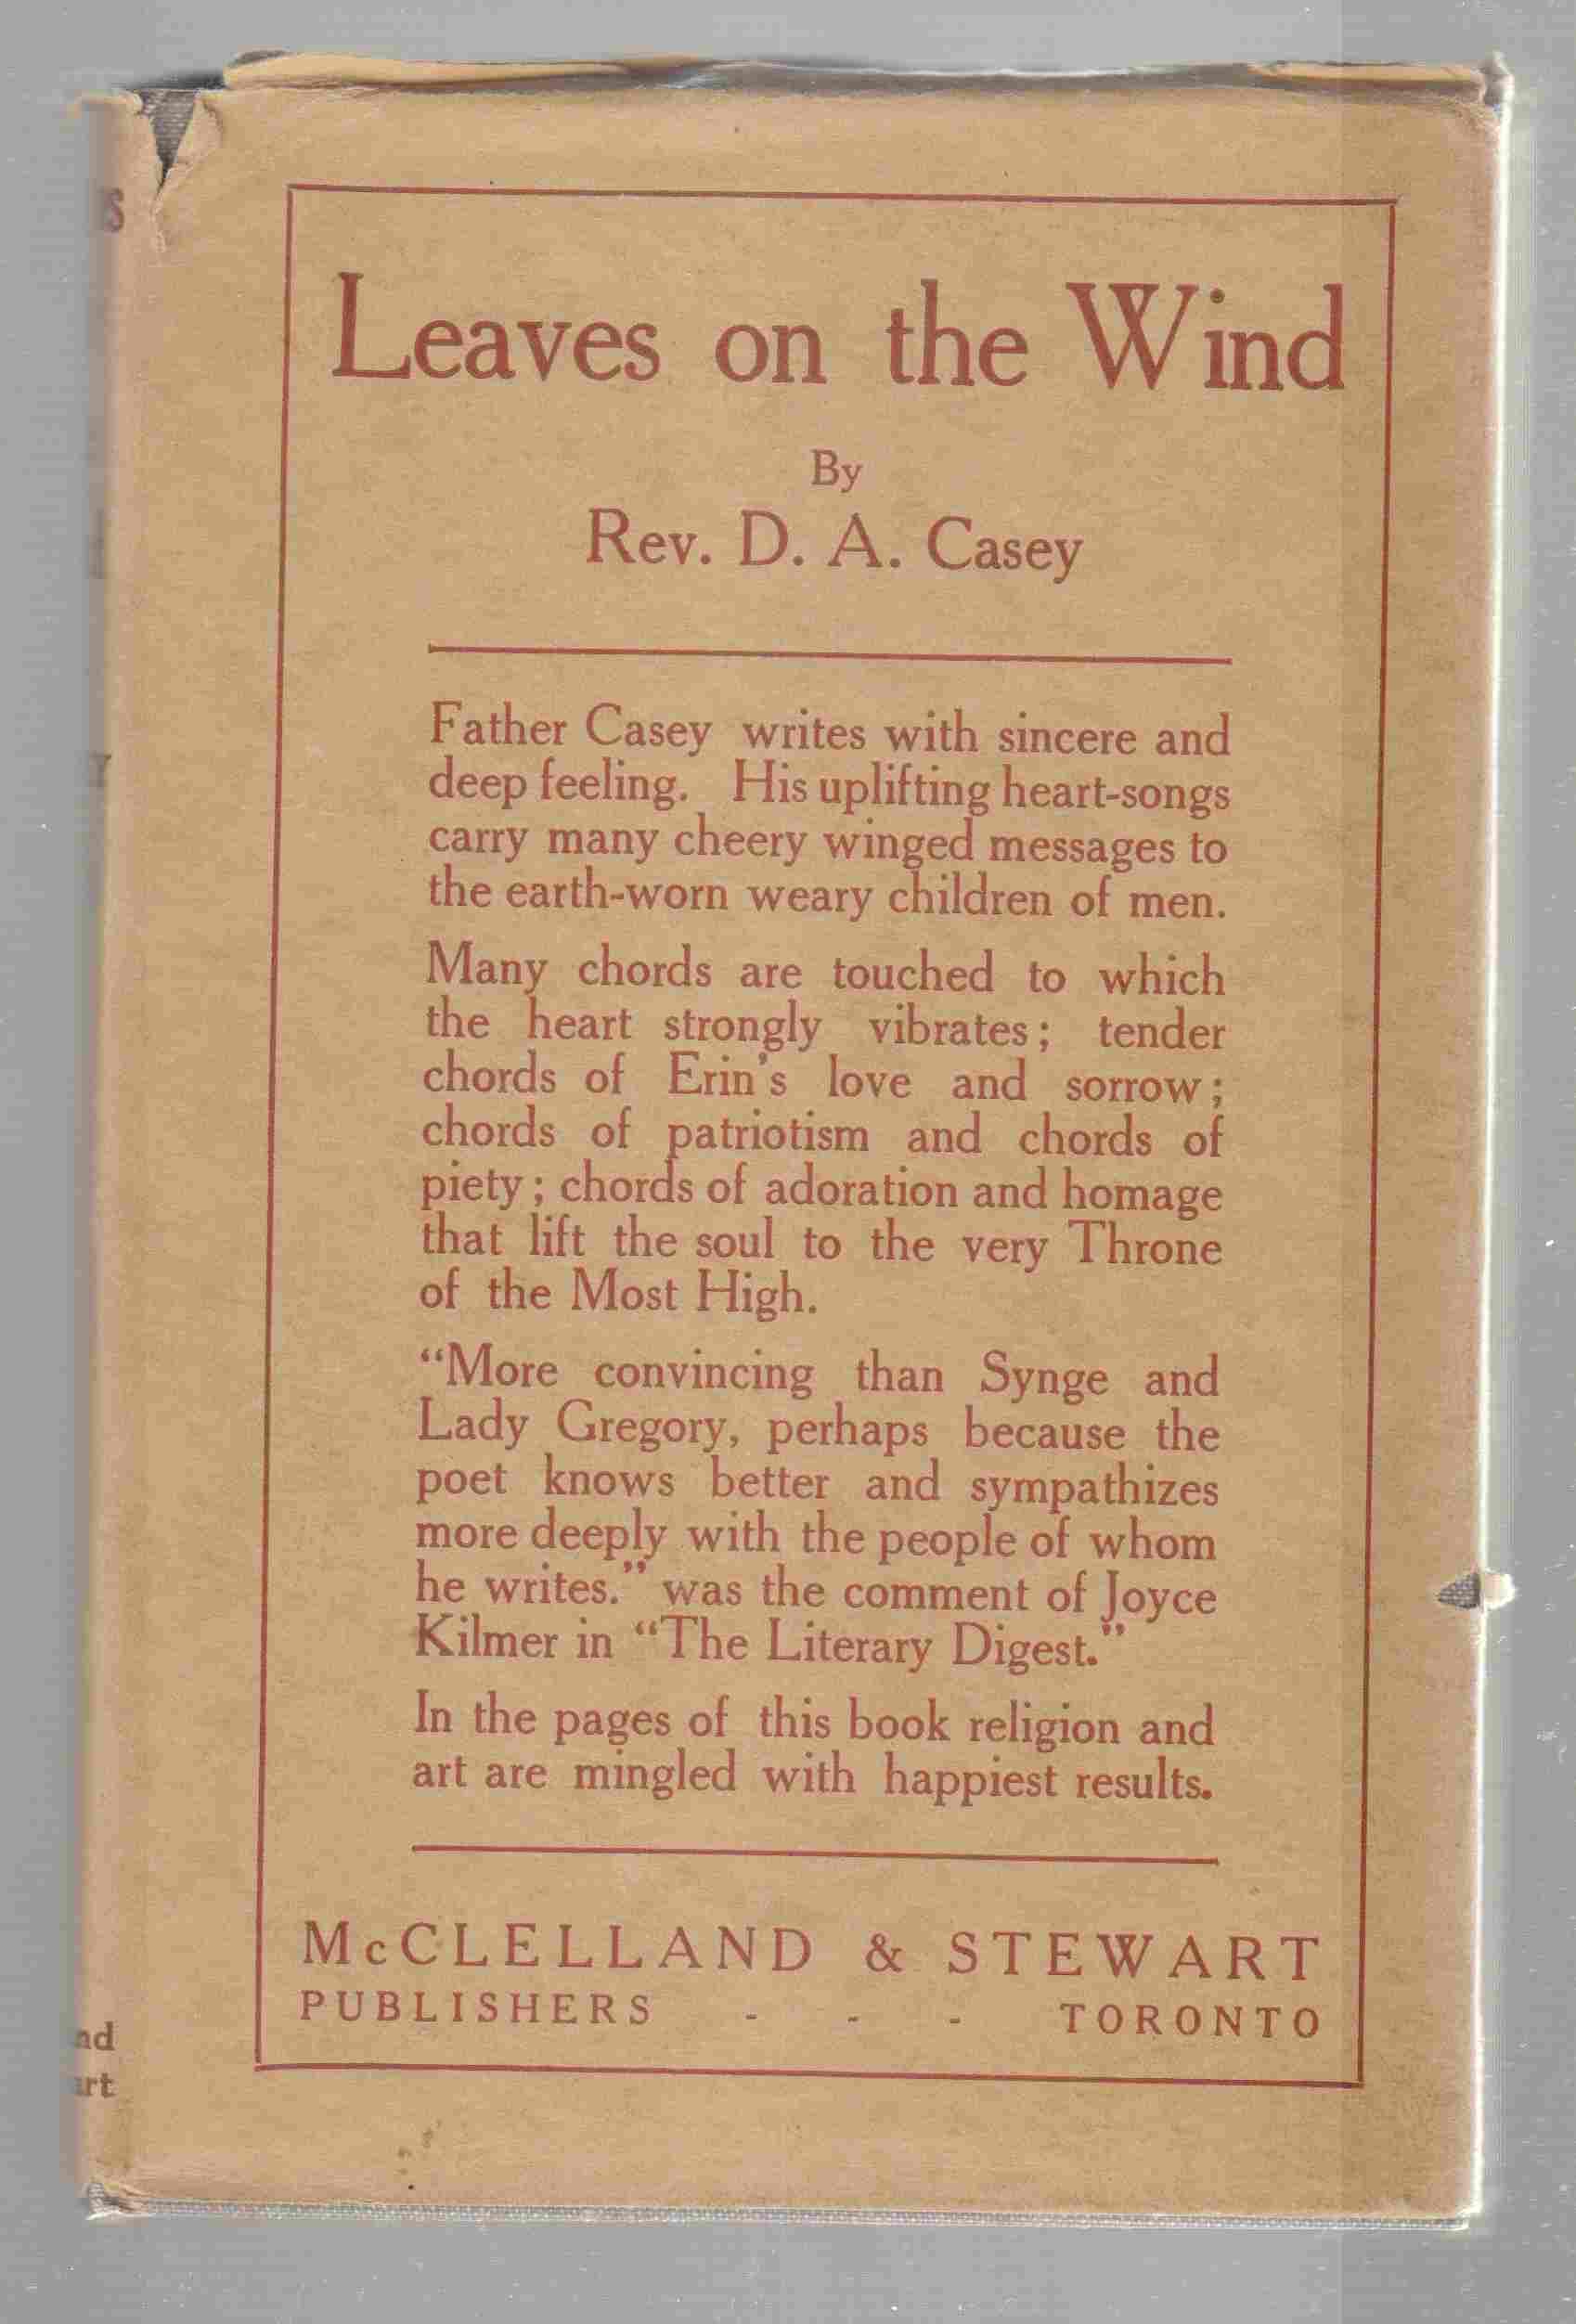 Leaves on the Wind
By
Rev. D. A. Casey
Father Casey writes with sincere and
deep feeling. His uplifting heart-songs
carry many cheery winged messages to
the earth-worn weary children of men.
Many chords are touched to which
the heart strongly vibrates; tender
chords of Erin's love and sorrow;
chords of patriotism and chords of
piety; chords of adoration and homage
that lift the soul to the very Throne
of the Most High.
“More convincing than Synge and
Lady Gregory, perhaps because the
poet knows better and sympathizes
more deeply with the people of whom
he writes.” was the comment of Joyce
Kilmer in “The Literary Digest.”
In the pages of this book religion and
art are mingled with happiest results.
McCLELLAND & STEWART
PUBLISHERS - - - TORONTO